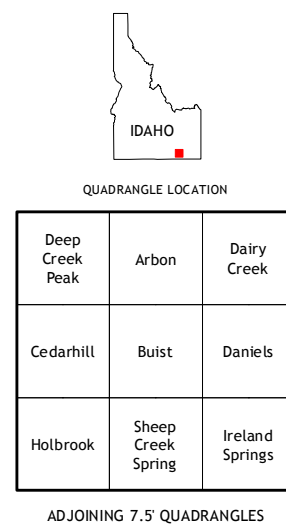 IDAHO
QUADRANGLE LOCATION
Deep
Creek
Peak
Arbon
Dairy
Creek
Cedarhill
Buist
Daniels
Holbrook
Sheep
Creek
Spring
Ireland
Springs
ADJOINING 7.5' QUADRANGLES